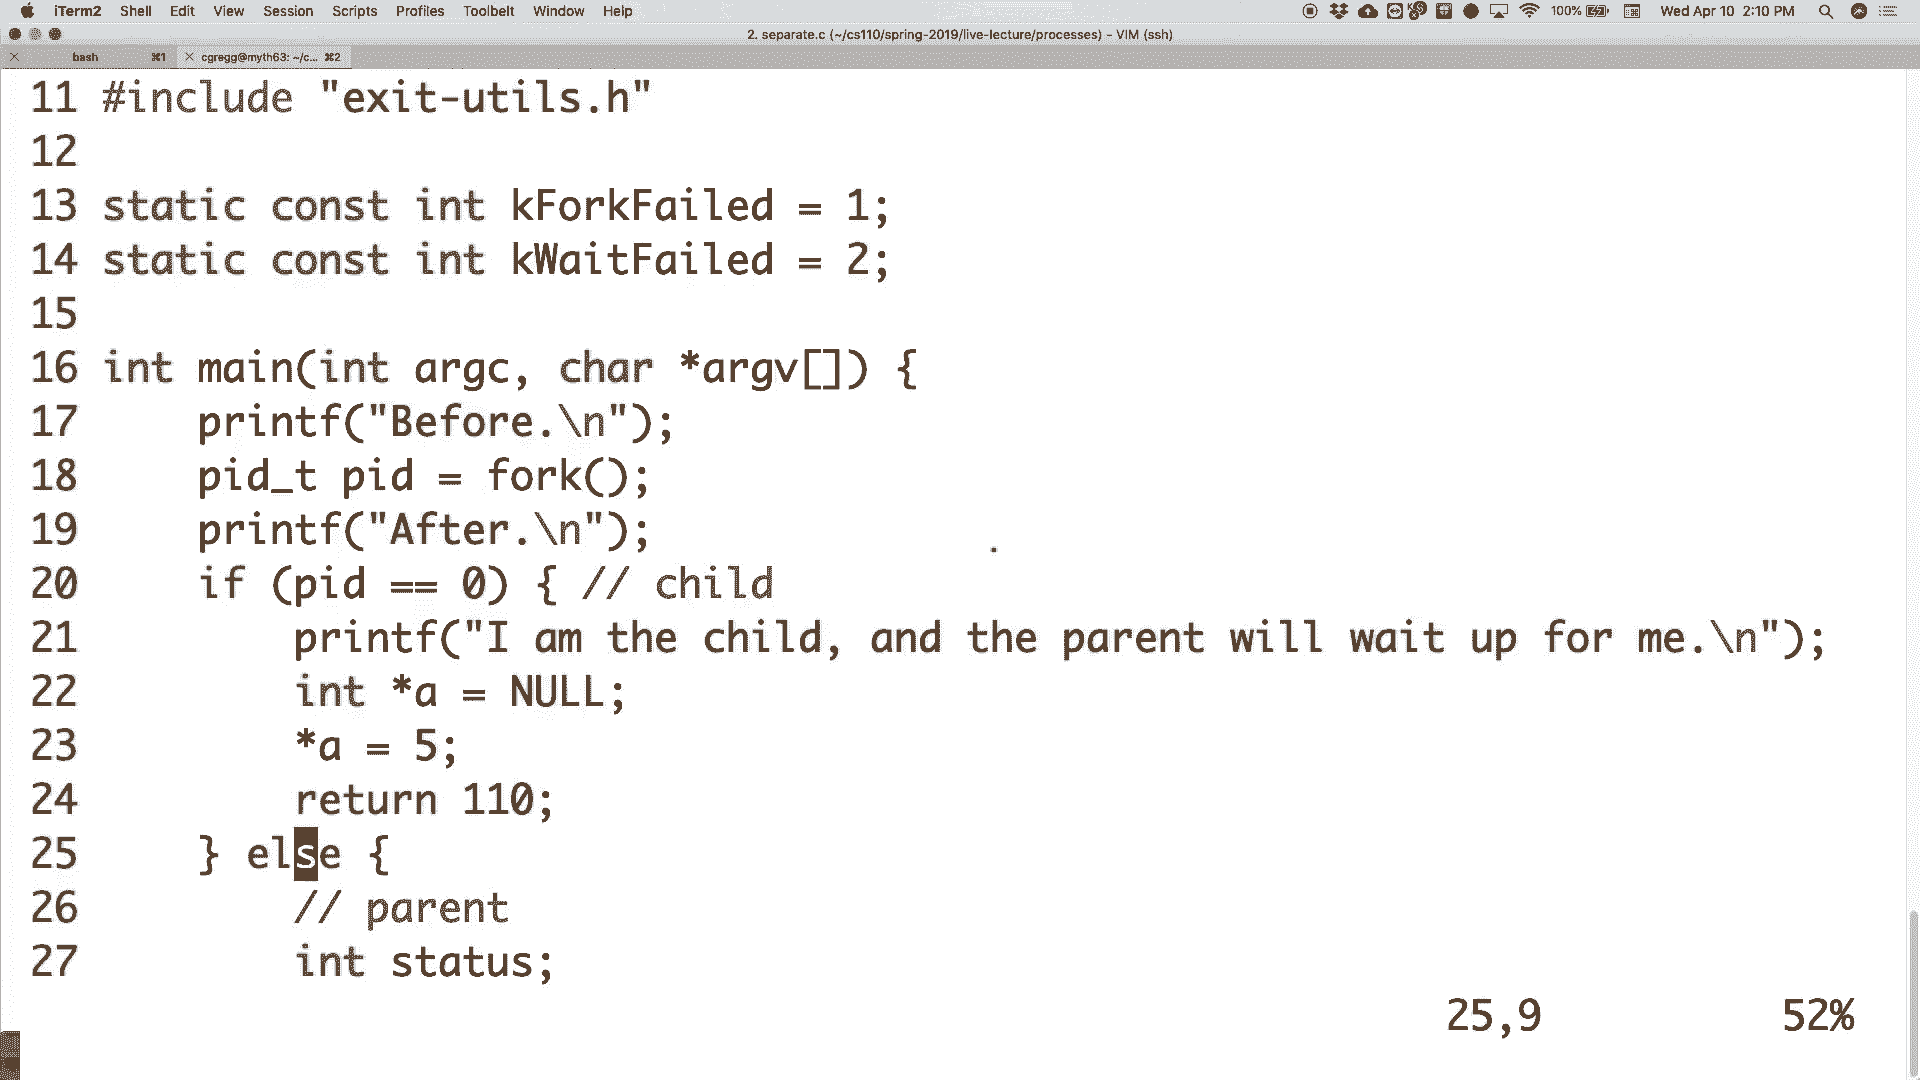 iTerm2 Shell Edit View Session Scripts Profiles Toolbelt Window Help 100% Wed Apr 10 2:10 PM
2. separate.c (~/cs110/spring-2019/live-lecture/processes) - VIM (ssh)
bash ⌘1 cgregg@myth63: ~/c... ⌘2
11 #include "exit-utils.h"
12
13 static const int kForkFailed = 1;
14 static const int kWaitFailed = 2;
15
16 int main(int argc, char *argv[]) {
17     printf("Before.\n");
18     pid_t pid = fork();
19     printf("After.\n");
20     if (pid == 0) { // child
21         printf("I am the child, and the parent will wait up for me.\n");
22         int *a = NULL;
23         *a = 5;
24         return 110;
25     } else {
26         // parent
27         int status;
25,9 52%